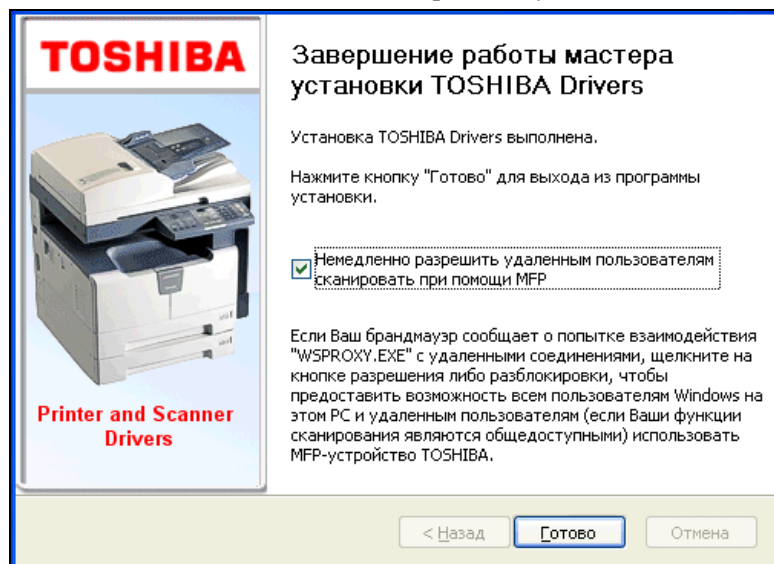 TOSHIBA
Printer and Scanner
Drivers
Завершение работы мастера
установки TOSHIBA Drivers
Установка TOSHIBA Drivers выполнена.
Нажмите кнопку "Готово" для выхода из программы
установки.
Немедленно разрешить удаленным пользователям
сканировать при помощи MFP
Если Ваш брандмауэр сообщает о попытке взаимодействия
"WSPROXY.EXE" с удаленными соединениями, щелкните на
кнопке разрешения либо разблокировки, чтобы
предоставить возможность всем пользователям Windows на
этом PC и удаленным пользователям (если Ваши функции
сканирования являются общедоступными) использовать
MFP-устройство TOSHIBA.
< Назад
Готово
Отмена